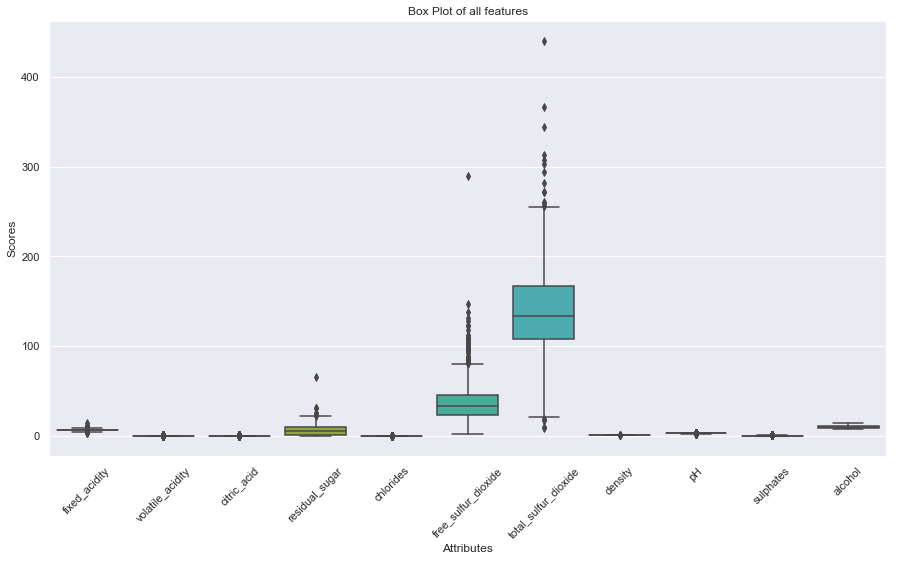 Box Plot of all features
400
300
200
100
0
Scores
fixed_acidity
volatile_acidity
citric_acid
residual_sugar
chlorides
free_sulfur_dioxide
total_sulfur_dioxide
density
pH
sulphates
alcohol
Attributes